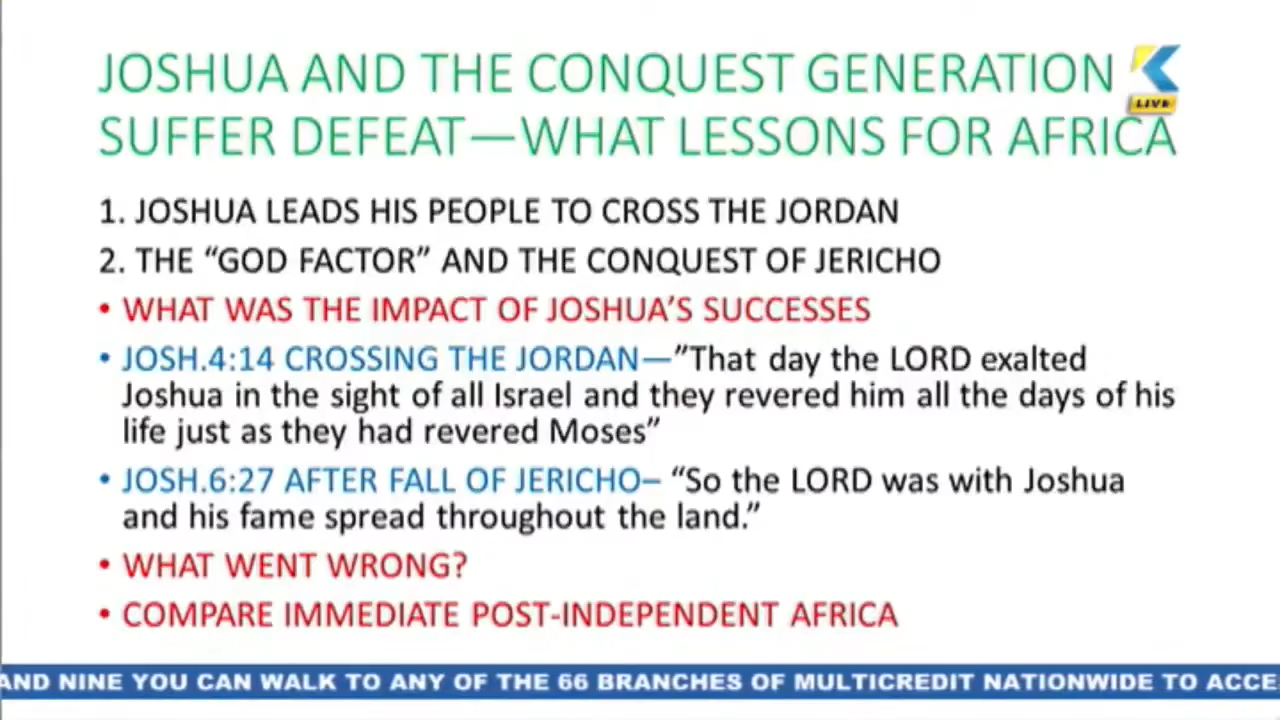 JOSHUA AND THE CONQUEST GENERATION
LIVE
SUFFER DEFEAT—WHAT LESSONS FOR AFRICA
1. JOSHUA LEADS HIS PEOPLE TO CROSS THE JORDAN
2. THE “GOD FACTOR” AND THE CONQUEST OF JERICHO
• WHAT WAS THE IMPACT OF JOSHUA’S SUCCESSES
• JOSH.4:14 CROSSING THE JORDAN—”That day the LORD exalted
Joshua in the sight of all Israel and they revered him all the days of his
life just as they had revered Moses”
• JOSH.6:27 AFTER FALL OF JERICHO– “So the LORD was with Joshua
and his fame spread throughout the land.”
• WHAT WENT WRONG?
• COMPARE IMMEDIATE POST-INDEPENDENT AFRICA
AND NINE YOU CAN WALK TO ANY OF THE 66 BRANCHES OF MULTICREDIT NATIONWIDE TO ACCE